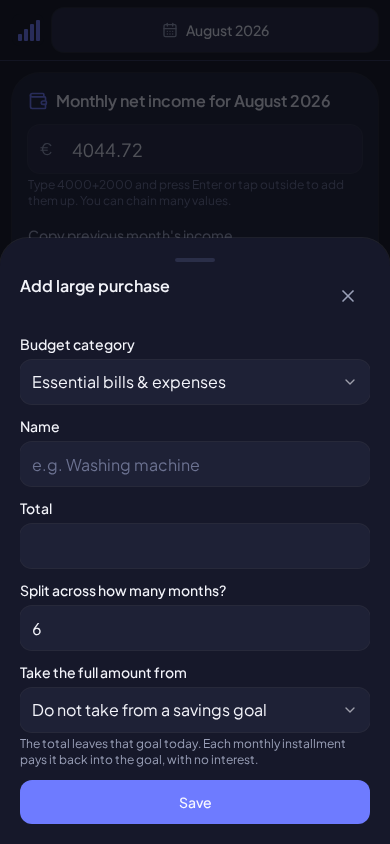 August 2026
Monthly net income for August 2026
€ 4044.72
Type 4000+2000 and press Enter or tap outside to add
them up. You can chain many values.
Copy previous month's income
Add large purchase
Budget category
Essential bills & expenses
Name
e.g. Washing machine
Total
Split across how many months?
6
Take the full amount from
Do not take from a savings goal
The total leaves that goal today. Each monthly installment
pays it back into the goal, with no interest.
Save